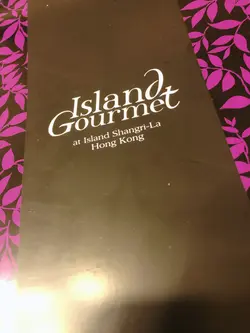 Island
Gourmet
at Island Shangri-La
Hong Kong